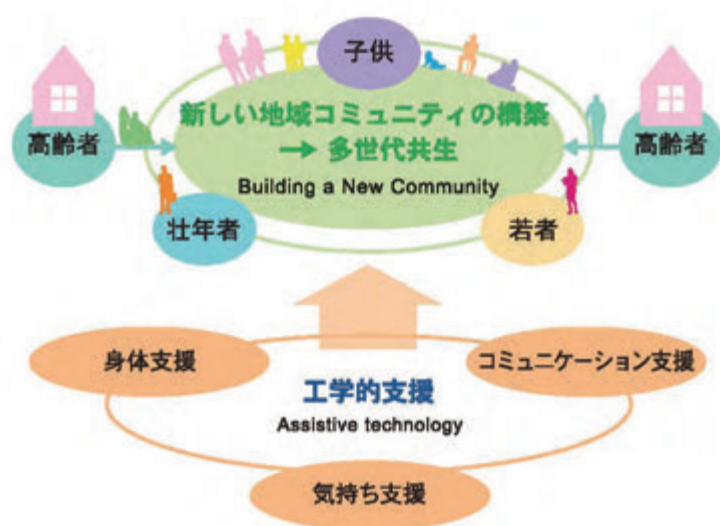 子供
新しい地域コミュニティの構築
→ 多世代共生
Building a New Community
高齢者
高齢者
壮年者
若者
身体支援
コミュニケーション支援
工学的支援
Assistive technology
気持ち支援